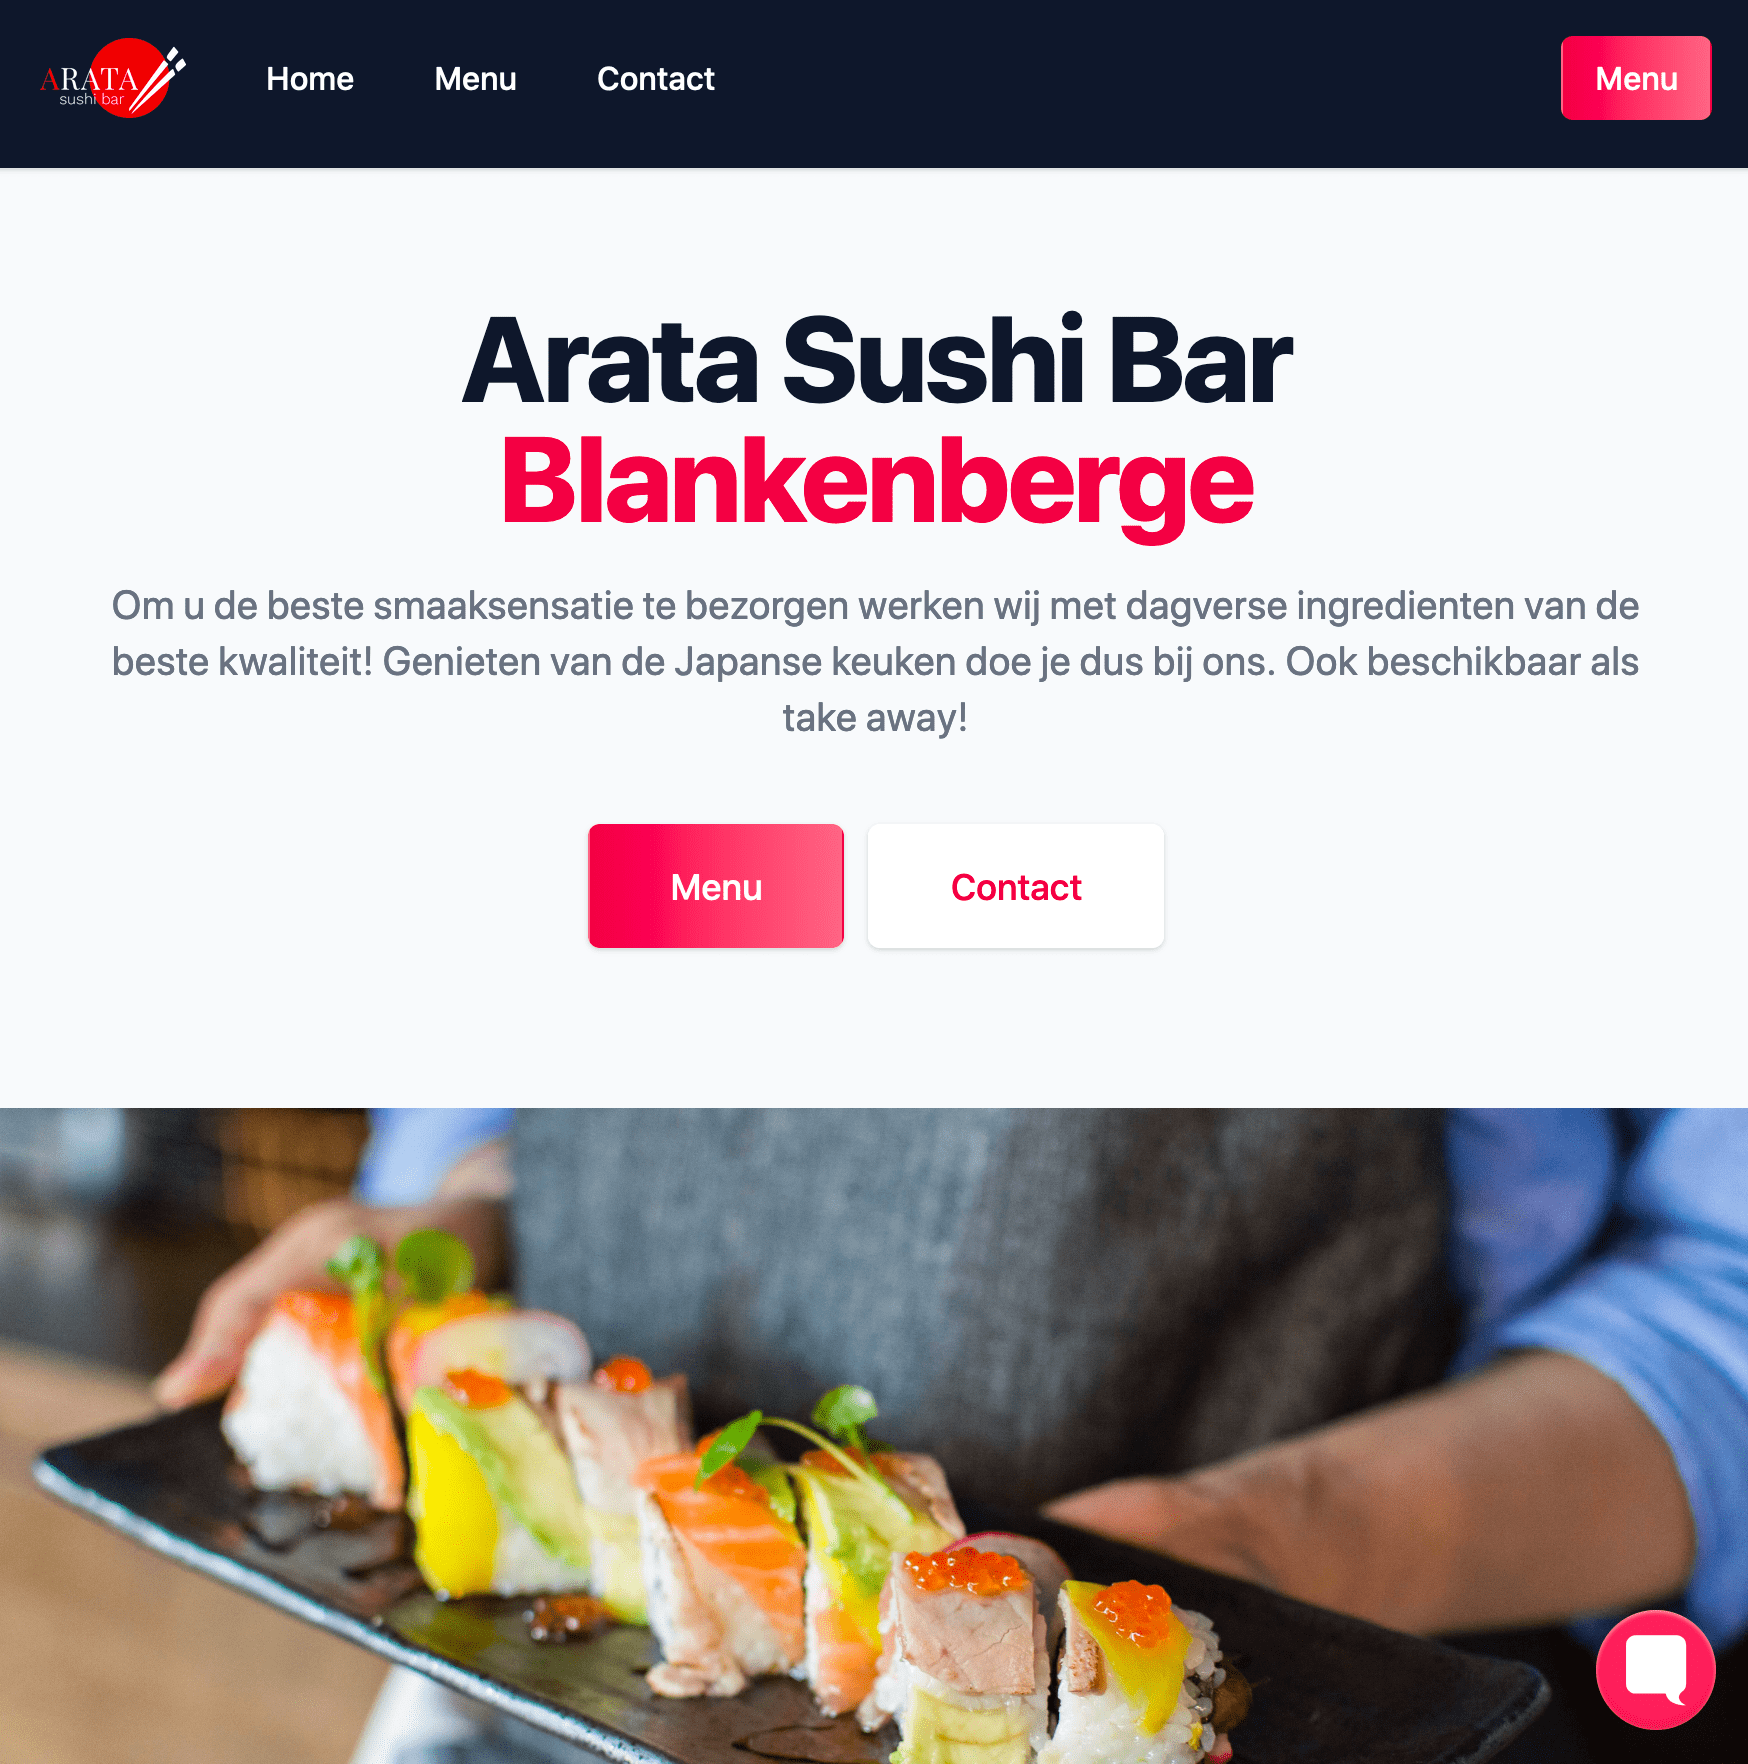 ARATA
sushi bar
Home
Menu
Contact
Menu
Arata Sushi Bar
Blankenberge
Om u de beste smaaksensatie te bezorgen werken wij met dagverse ingredienten van de
beste kwaliteit! Genieten van de Japanse keuken doe je dus bij ons. Ook beschikbaar als
take away!
Menu
Contact